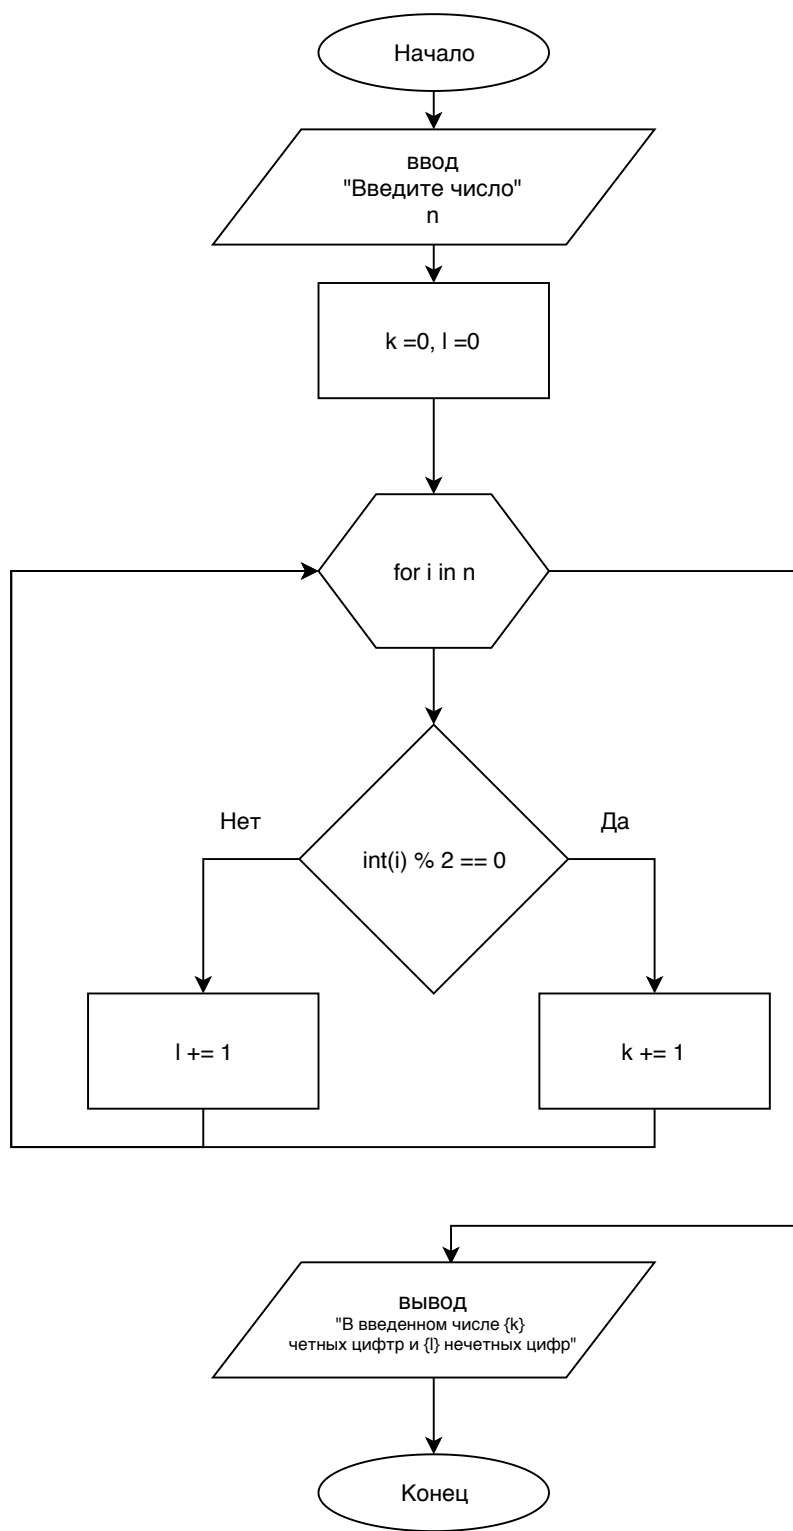 Начало
ввод
"Введите число"
n
k =0, l =0
for i in n
Нет
Да
int(i) % 2 == 0
l += 1
k += 1
вывод
"В введенном числе {k}
четных цифтр и {l} нечетных цифр"
Конец